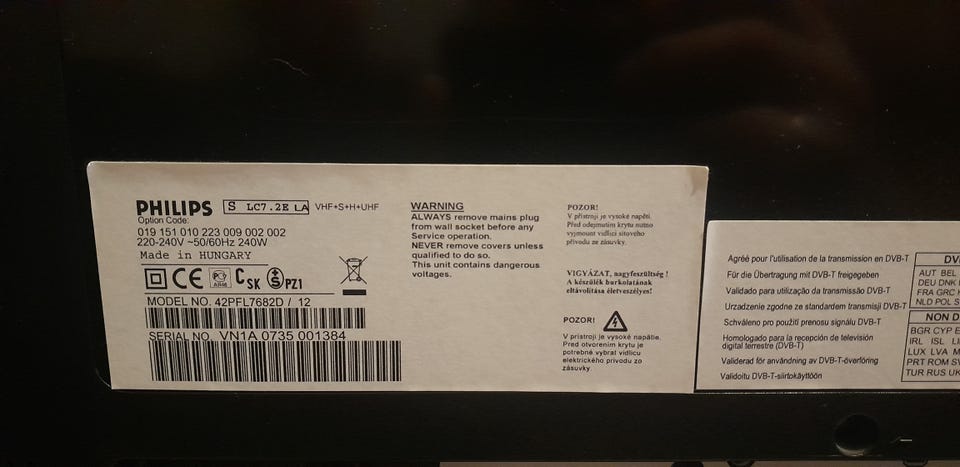 PHILIPS S LC7.2E LA VHF+S+H+UHF
Option Code:
019 151 010 223 009 002 002
220-240V ~50/60Hz 240W
Made in HUNGARY
CE C SK S PZ1
MODEL NO. 42PFL7682D / 12
SERIAL NO. VN1A 0735 001384
WARNING
ALWAYS remove mains plug
from wall socket before any
Service operation.
NEVER remove covers unless
qualified to do so.
This unit contains dangerous
voltages.
POZOR!
V přístroji je vysoké napětí.
Před odejmutím krytu nutno
vyjmout vidlici síťového
přívodu ze zásuvky.
VIGYÁZAT, nagyfeszültség !
A készülék burkolatának
eltávolítása életveszélyes!
POZOR!
V prístroji je vysoké napätie.
Pred otvorením krytu je
potrebné vybrat vidlicu
elektrického prívodu zo
zásuvky.
Agréé pour l'utilisation de la transmission en DVB-T
Für die Übertragung mit DVB-T freigegeben
Validado para utilização da transmissão DVB-T
Urzadzenie zgodne ze standardem transmisji DVB-T
Schváleno pro použití prenosu signálu DVB-T
Homologado para la recepción de televisión
digital terrestre (DVB-T)
Validerad för användning av DVB-T-överföring
Validoitu DVB-T-siirtokäyttöön
AUT BEL
DEU DNK
FRA GRC
NLD POL
NON
BGR CYP
IRL ISL
LUX LVA
PRT ROM
TUR RUS